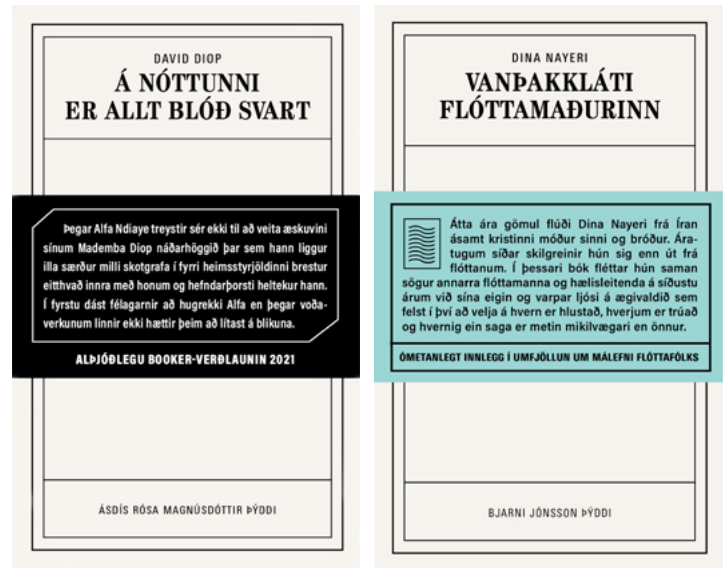 DAVID DIOP
Á NÓTTUNNI
ER ALLT BLÓÐ SVART
Þegar Alfa Ndiaye treystir sér ekki til að veita æskuvini
sínum Mademba Diop náðarhöggið þar sem hann liggur
illa særður milli skotgrafa í fyrri heimsstyrjöldinni brestur
eitthvað innra með honum og hefndarþorsti heltekur hann.
Í fyrstu dást félagarnir að hugrekki Alfa en þegar voða-
verkunum linnir ekki hættir þeim að lítast á blikuna.
ALÞJÓÐLEGU BOOKER-VERÐLAUNIN 2021
ÁSDÍS RÓSA MAGNÚSDÓTTIR ÞÝDDI
DINA NAYERI
VANÞAKKLÁTI
FLÓTTAMAÐURINN
Átta ára gömul flúði Dina Nayeri frá Íran
ásamt kristinni móður sinni og bróður. Ára-
tugum síðar skilgreinir hún sig enn út frá
flóttanum. Í þessari bók fléttar hún saman
sögur annarra flóttamanna og hælisleitenda á síðustu
árum við sína eigin og varpar ljósi á ægivaldið sem
felst í því að velja á hvern er hlustað, hverjum er trúað
og hvernig ein saga er metin mikilvægari en önnur.
ÓMETANLEGT INNLEGG Í UMFJÖLLUN UM MÁLEFNI FLÓTTAFÓLKS
BJARNI JÓNSSON ÞÝDDI